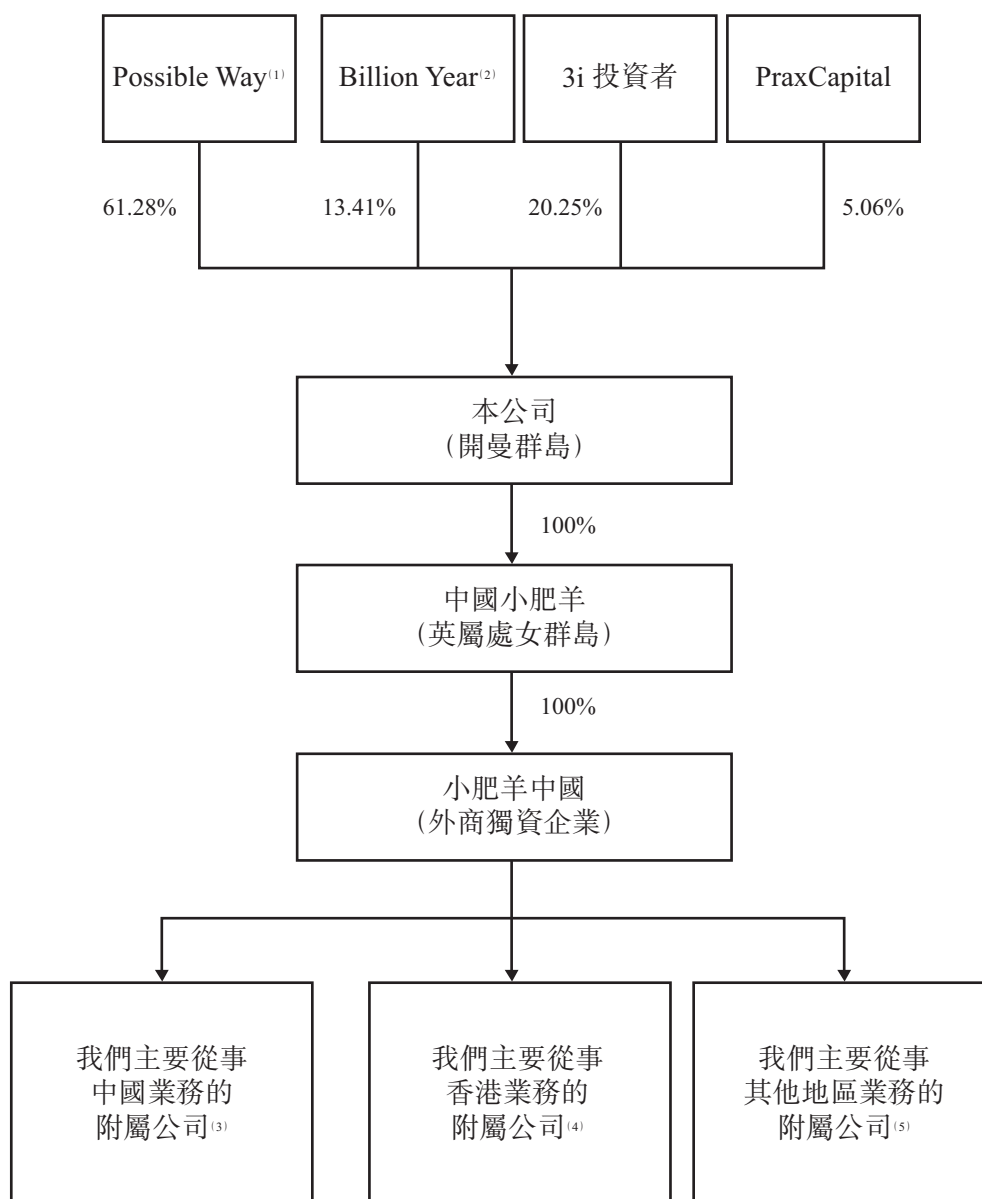 Possible Way(1)
Billion Year(2)
3i 投資者
PraxCapital
61.28%
13.41%
20.25%
5.06%
本公司
（開曼群島）
100%
中國小肥羊
（英屬處女群島）
100%
小肥羊中國
（外商獨資企業）
我們主要從事
中國業務的
附屬公司(3)
我們主要從事
香港業務的
附屬公司(4)
我們主要從事
其他地區業務的
附屬公司(5)